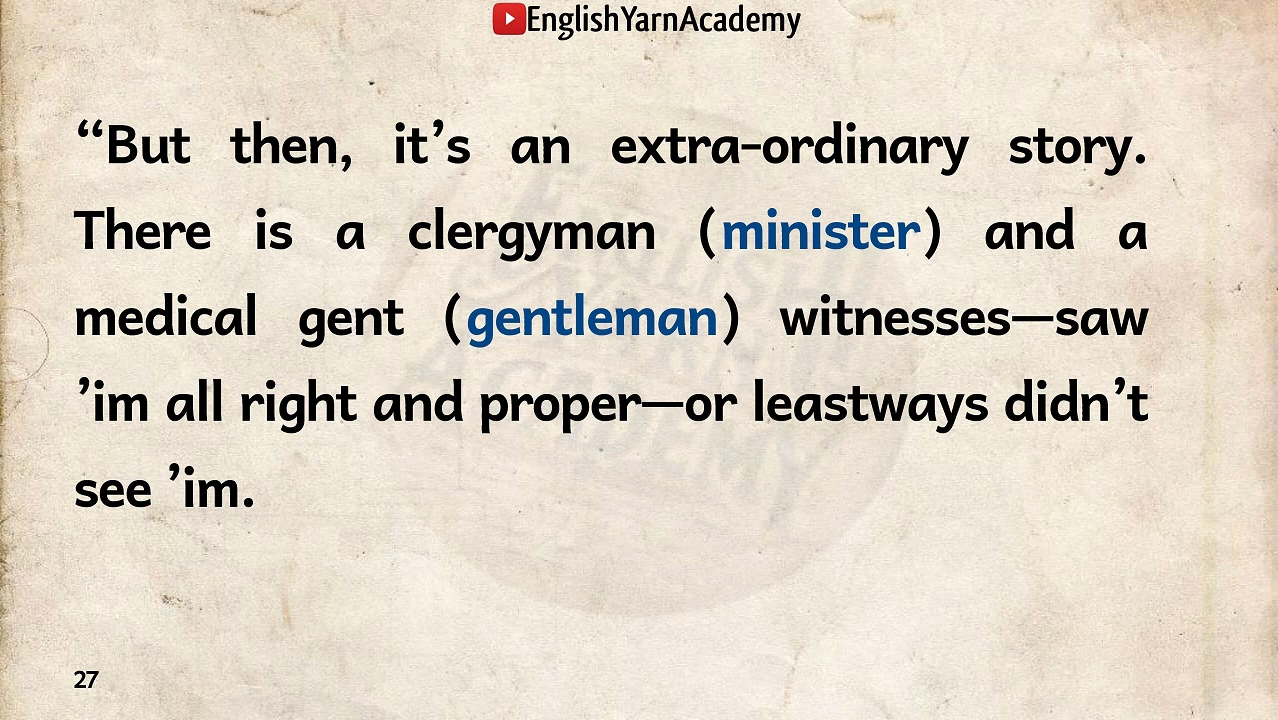 EnglishYarnAcademy
“But then, it’s an extra-ordinary story.
There is a clergyman (minister) and a
medical gent (gentleman) witnesses—saw
’im all right and proper—or leastways didn’t
see ’im.
27